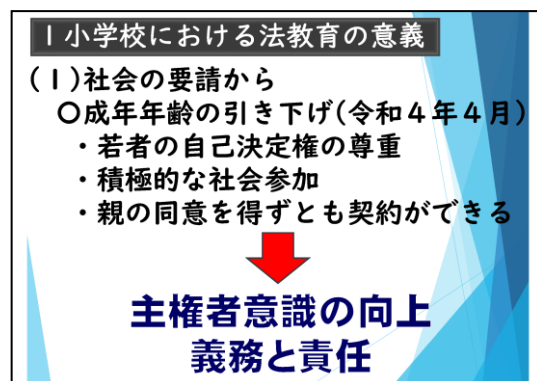 １小学校における法教育の意義
(１)社会の要請から
〇成年年齢の引き下げ(令和４年４月)
・若者の自己決定権の尊重
・積極的な社会参加
・親の同意を得ずとも契約ができる
主権者意識の向上
義務と責任